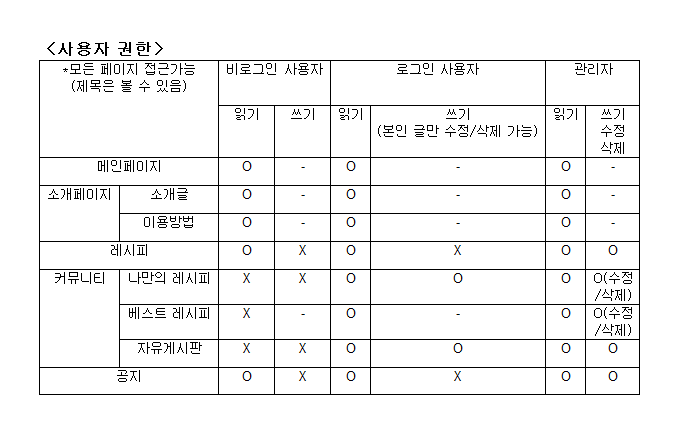 <사용자 권한>
*모든 페이지 접근가능 비로그인 사용자 로그인 사용자 관리자
(제목은 볼 수 있음)
읽기 쓰기 읽기 쓰기 읽기 쓰기
(본인 글만 수정/삭제 가능) 수정
삭제
메인페이지 O - O - O -
소개페이지 소개글 O - O - O -
이용방법 O - O - O -
레시피 O X O X O O
커뮤니티 나만의 레시피 X X O O O O(수정
/삭제)
베스트 레시피 X - O - O O(수정
/삭제)
자유게시판 X X O O O O
공지 O X O X O O